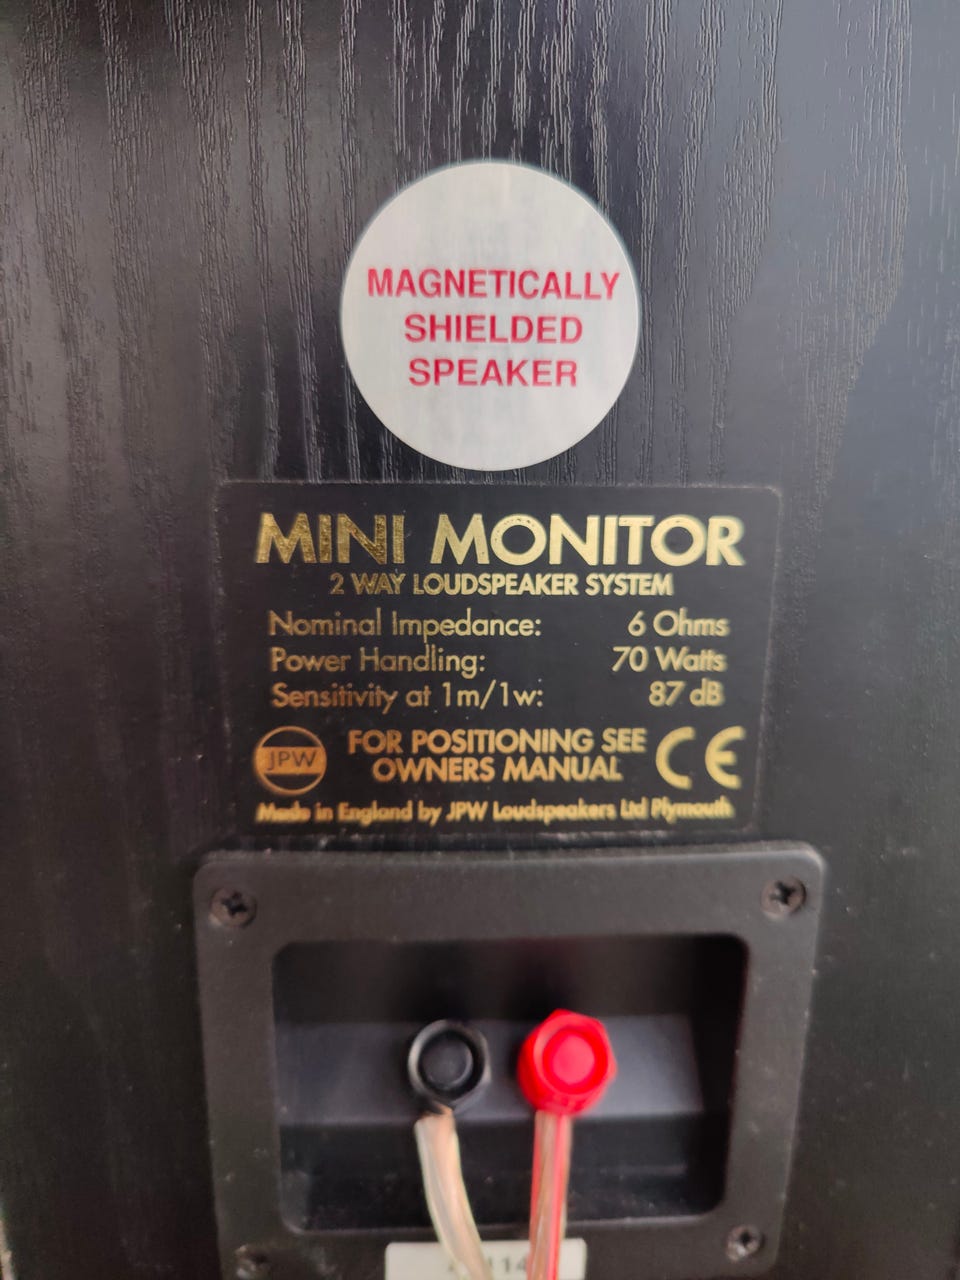 MAGNETICALLY
SHIELDED
SPEAKER
MINI MONITOR
2 WAY LOUDSPEAKER SYSTEM
Nominal Impedance: 6 Ohms
Power Handling: 70 Watts
Sensitivity at 1m/1w: 87 dB
JPW
FOR POSITIONING SEE
OWNERS MANUAL
CE
Made in England by JPW Loudspeakers Ltd Plymouth